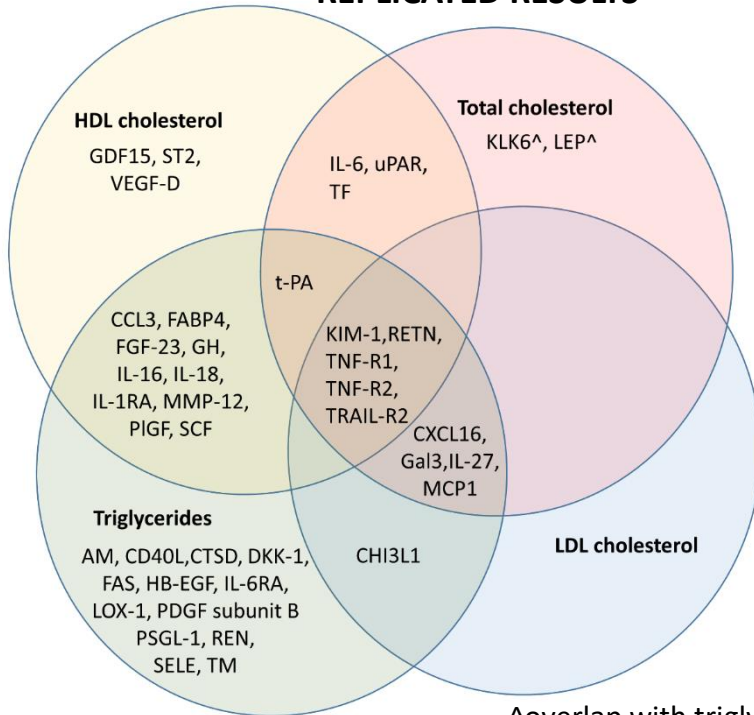 REPLICATED RESULTS
HDL cholesterol
GDF15, ST2,
VEGF-D
Total cholesterol
KLK6^, LEP^
IL-6, uPAR,
TF
t-PA
CCL3, FABP4,
FGF-23, GH,
IL-16, IL-18,
IL-1RA, MMP-12,
PlGF, SCF
KIM-1,RETN,
TNF-R1,
TNF-R2,
TRAIL-R2
CXCL16,
Gal3,IL-27,
MCP1
Triglycerides
AM, CD40L,CTSD, DKK-1,
FAS, HB-EGF, IL-6RA,
LOX-1, PDGF subunit B
PSGL-1, REN,
SELE, TM
CHI3L1
LDL cholesterol